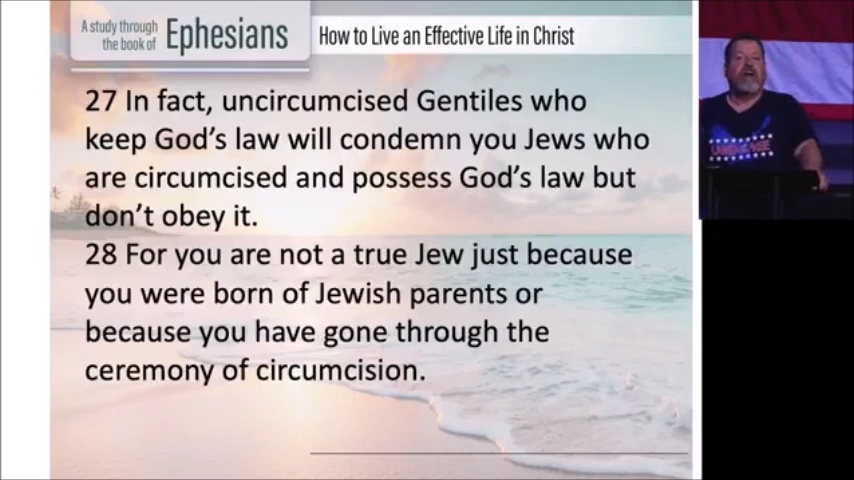 A study through
the book of
Ephesians
How to Live an Effective Life in Christ
27 In fact, uncircumcised Gentiles who
keep God's law will condemn you Jews who
are circumcised and possess God's law but
don't obey it.
28 For you are not a true Jew just because
you were born of Jewish parents or
because you have gone through the
ceremony of circumcision.